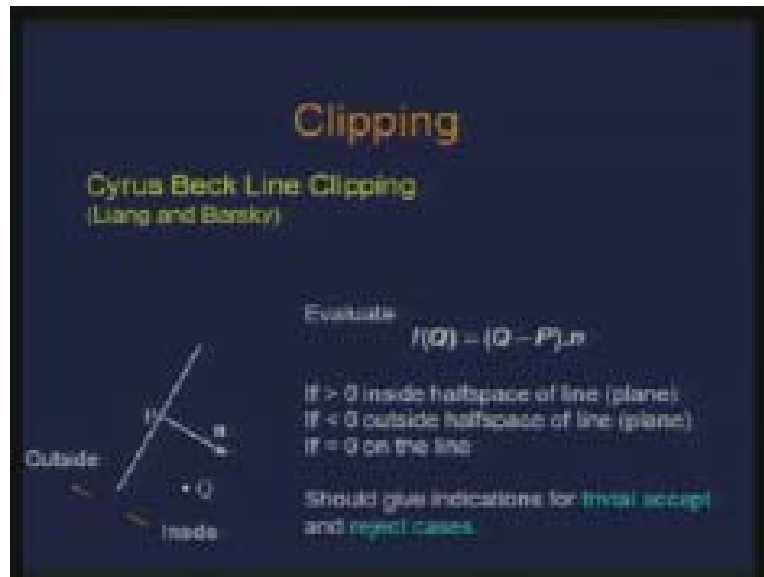 Clipping
Cyrus Beck Line Clipping
(Liang and Barsky)
Evaluate
l(Q) = (Q – P).n
If > 0 inside halfspace of line (plane)
If < 0 outside halfspace of line (plane)
If = 0 on the line
Should give indications for trivial accept
and reject cases.
P
n
Outside
Q
Inside